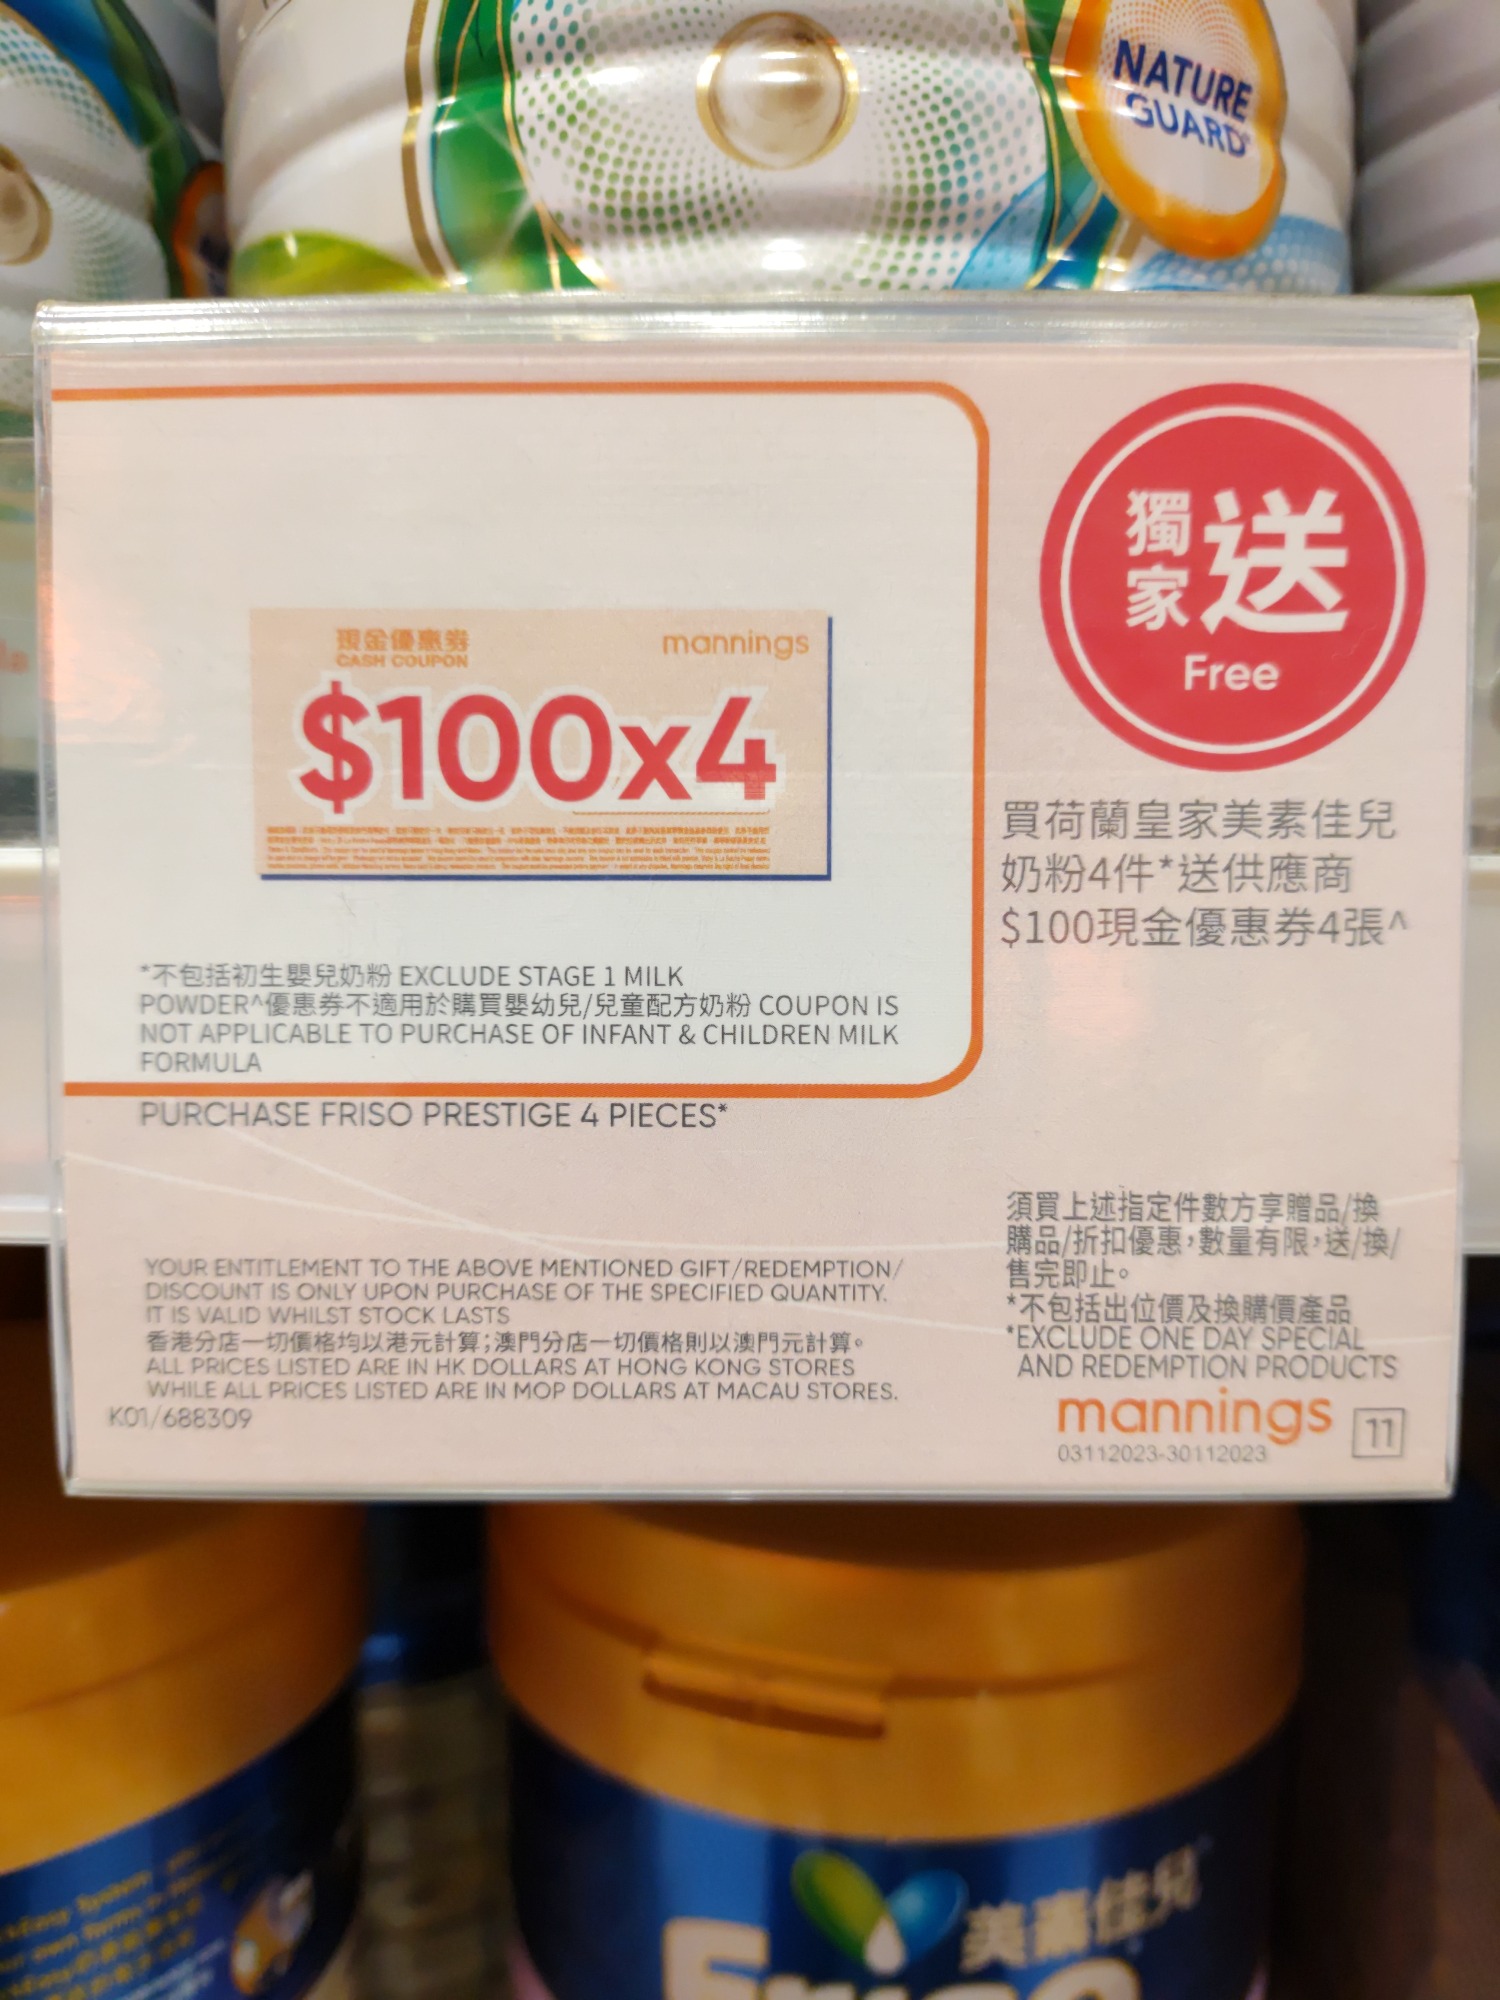 NATURE
GUARD
獨家送
Free
現金優惠券
CASH COUPON
mannings
$100x4
買荷蘭皇家美素佳兒
奶粉4件*送供應商
$100現金優惠券4張^
*不包括初生嬰兒奶粉 EXCLUDE STAGE 1 MILK
POWDER^優惠券不適用於購買嬰幼兒/兒童配方奶粉 COUPON IS
NOT APPLICABLE TO PURCHASE OF INFANT & CHILDREN MILK
FORMULA
PURCHASE FRISO PRESTIGE 4 PIECES*
YOUR ENTITLEMENT TO THE ABOVE MENTIONED GIFT/REDEMPTION/
DISCOUNT IS ONLY UPON PURCHASE OF THE SPECIFIED QUANTITY.
IT IS VALID WHILST STOCK LASTS
香港分店一切價格均以港元計算;澳門分店一切價格則以澳門元計算。
ALL PRICES LISTED ARE IN HK DOLLARS AT HONG KONG STORES
WHILE ALL PRICES LISTED ARE IN MOP DOLLARS AT MACAU STORES.
K01/688309
須買上述指定件數方享贈品/換
購品/折扣優惠,數量有限,送/換/
售完即止。
*不包括出位價及換購價產品
*EXCLUDE ONE DAY SPECIAL
AND REDEMPTION PRODUCTS
mannings
11
03112023-30112023
美素佳兒
Friso